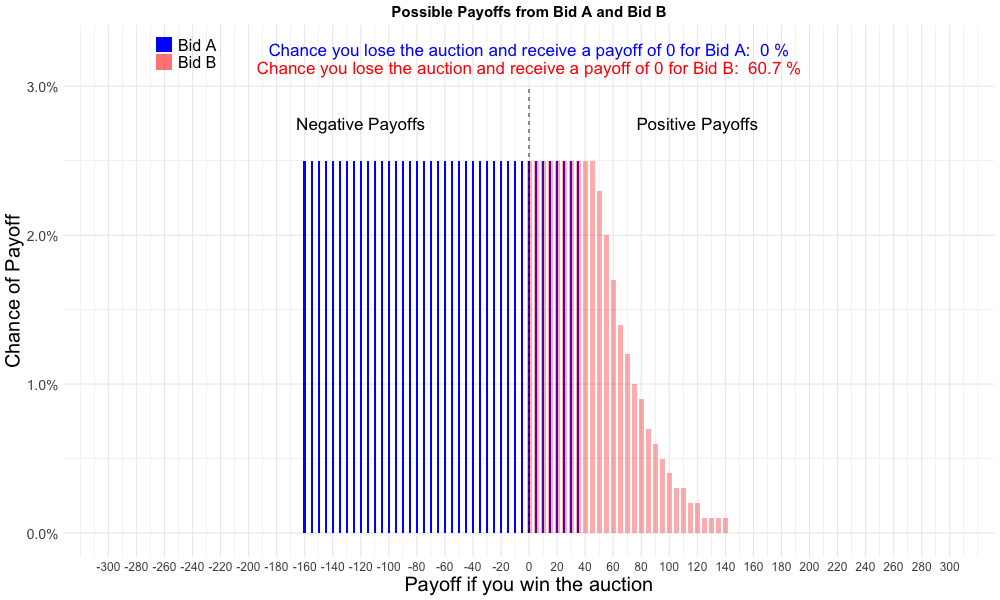 Possible Payoffs from Bid A and Bid B
Bid A
Bid B
Chance you lose the auction and receive a payoff of 0 for Bid A:  0 %
Chance you lose the auction and receive a payoff of 0 for Bid B:  60.7 %
Negative Payoffs
Positive Payoffs
Chance of Payoff
3.0%
2.0%
1.0%
0.0%
-300 -280 -260 -240 -220 -200 -180 -160 -140 -120 -100 -80 -60 -40 -20 0 20 40 60 80 100 120 140 160 180 200 220 240 260 280 300
Payoff if you win the auction